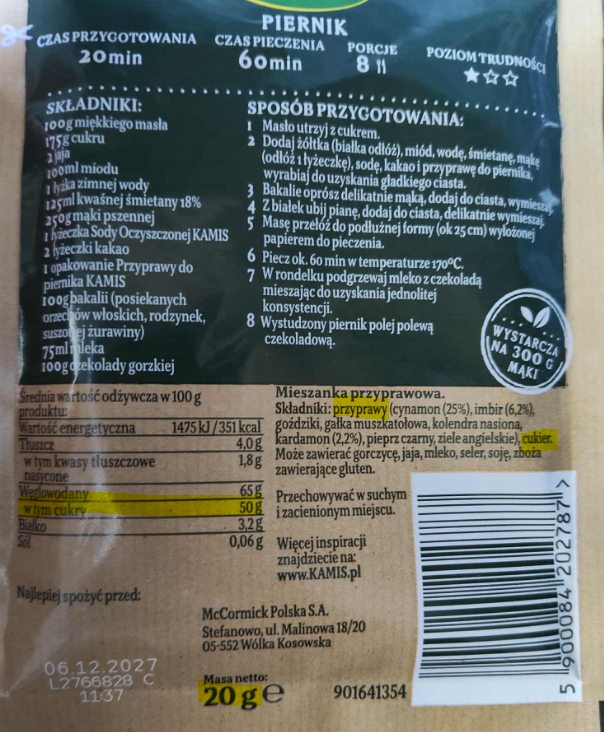 PIERNIK
CZAS PRZYGOTOWANIA
20min
CZAS PIECZENIA
60min
PORCJE
8
POZIOM TRUDNOŚCI
SKŁADNIKI:
100g miękkiego masła
175g cukru
2 jaja
100ml miodu
1 łyżka zimnej wody
125ml kwaśnej śmietany 18%
250g mąki pszennej
1 łyżeczka Sody Oczyszczonej KAMIS
2 łyżeczki kakao
1 opakowanie Przyprawy do
piernika KAMIS
100g bakalii (posiekanych
orzechów włoskich, rodzynek,
suszonej żurawiny)
75ml mleka
100g czekolady gorzkiej
SPOSÓB PRZYGOTOWANIA:
1 Masło utrzyj z cukrem.
2 Dodaj żółtka (białka odłóż), miód, wodę, śmietanę, mąkę
(odłóż 1 łyżeczkę), sodę, kakao i przyprawę do piernika,
wyrabiaj do uzyskania gładkiego ciasta.
3 Bakalie oprósz delikatnie mąką, dodaj do ciasta, wymieszaj.
4 Z białek ubij pianę, dodaj do ciasta, delikatnie wymieszaj.
5 Masę przełóż do podłużnej formy (ok 25 cm) wyłożonej
papierem do pieczenia.
6 Piecz ok. 60 min w temperaturze 170°C.
7 W rondelku podgrzewaj mleko z czekoladą
mieszając do uzyskania jednolitej
konsystencji.
8 Wystudzony piernik polej polewą
czekoladową.
WYSTARCZA
NA 300 G
MĄKI
Średnia wartość odżywcza w 100 g
produktu:
Wartość energetyczna 1475 kJ / 351 kcal
Tłuszcz 4,0 g
w tym kwasy tłuszczowe 1,8 g
nasycone
Węglowodany 65 g
w tym cukry 50 g
Białko 3,2 g
Sól 0,06 g
Najlepiej spożyć przed:
06.12.2027
L2766828 C
11:37
Mieszanka przyprawowa.
Składniki: przyprawy (cynamon (25%), imbir (6,2%),
goździki, gałka muszkatołowa, kolendra nasiona,
kardamon (2,2%), pieprz czarny, ziele angielskie), cukier.
Może zawierać gorczycę, jaja, mleko, seler, soję, zboża
zawierające gluten.
Przechowywać w suchym
i zacienionym miejscu.
Więcej inspiracji
znajdziecie na:
www.KAMIS.pl
McCormick Polska S.A.
Stefanowo, ul. Malinowa 18/20
05-552 Wólka Kosowska
Masa netto:
20 g e
901641354
5 900084 202787 >